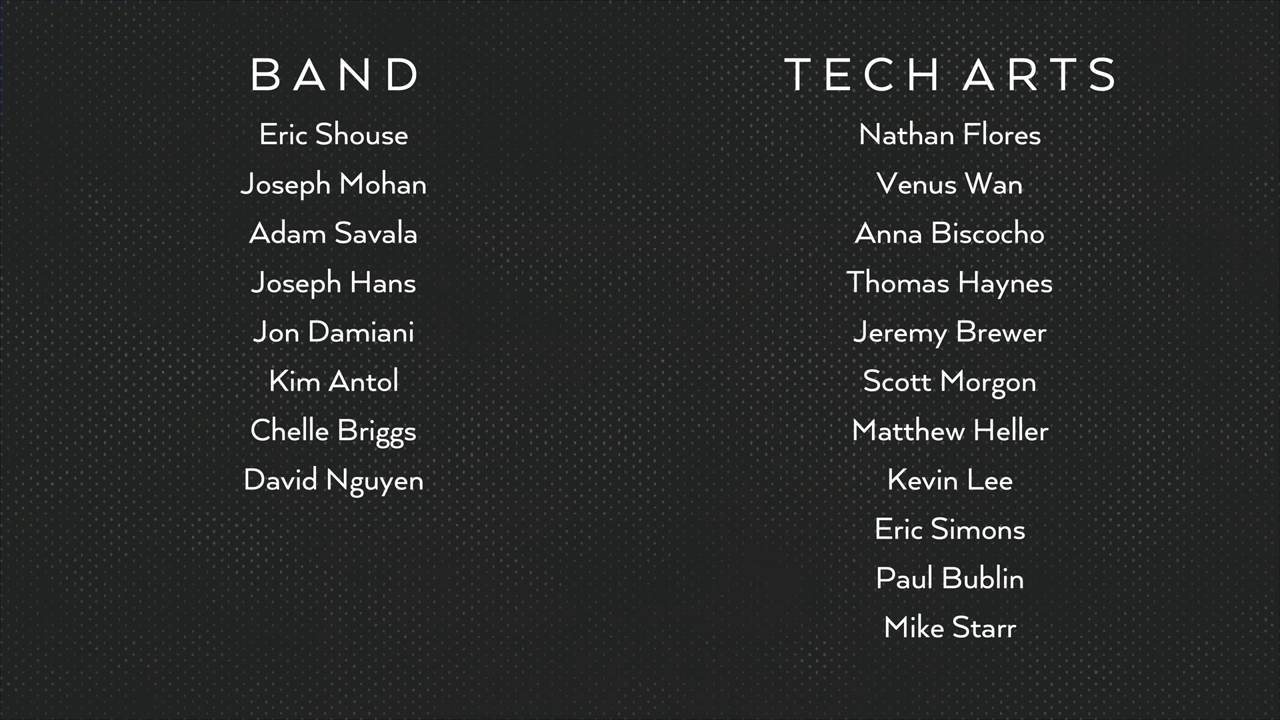 BAND
Eric Shouse
Joseph Mohan
Adam Savala
Joseph Hans
Jon Damiani
Kim Antol
Chelle Briggs
David Nguyen
TECH ARTS
Nathan Flores
Venus Wan
Anna Biscocho
Thomas Haynes
Jeremy Brewer
Scott Morgon
Matthew Heller
Kevin Lee
Eric Simons
Paul Bublin
Mike Starr